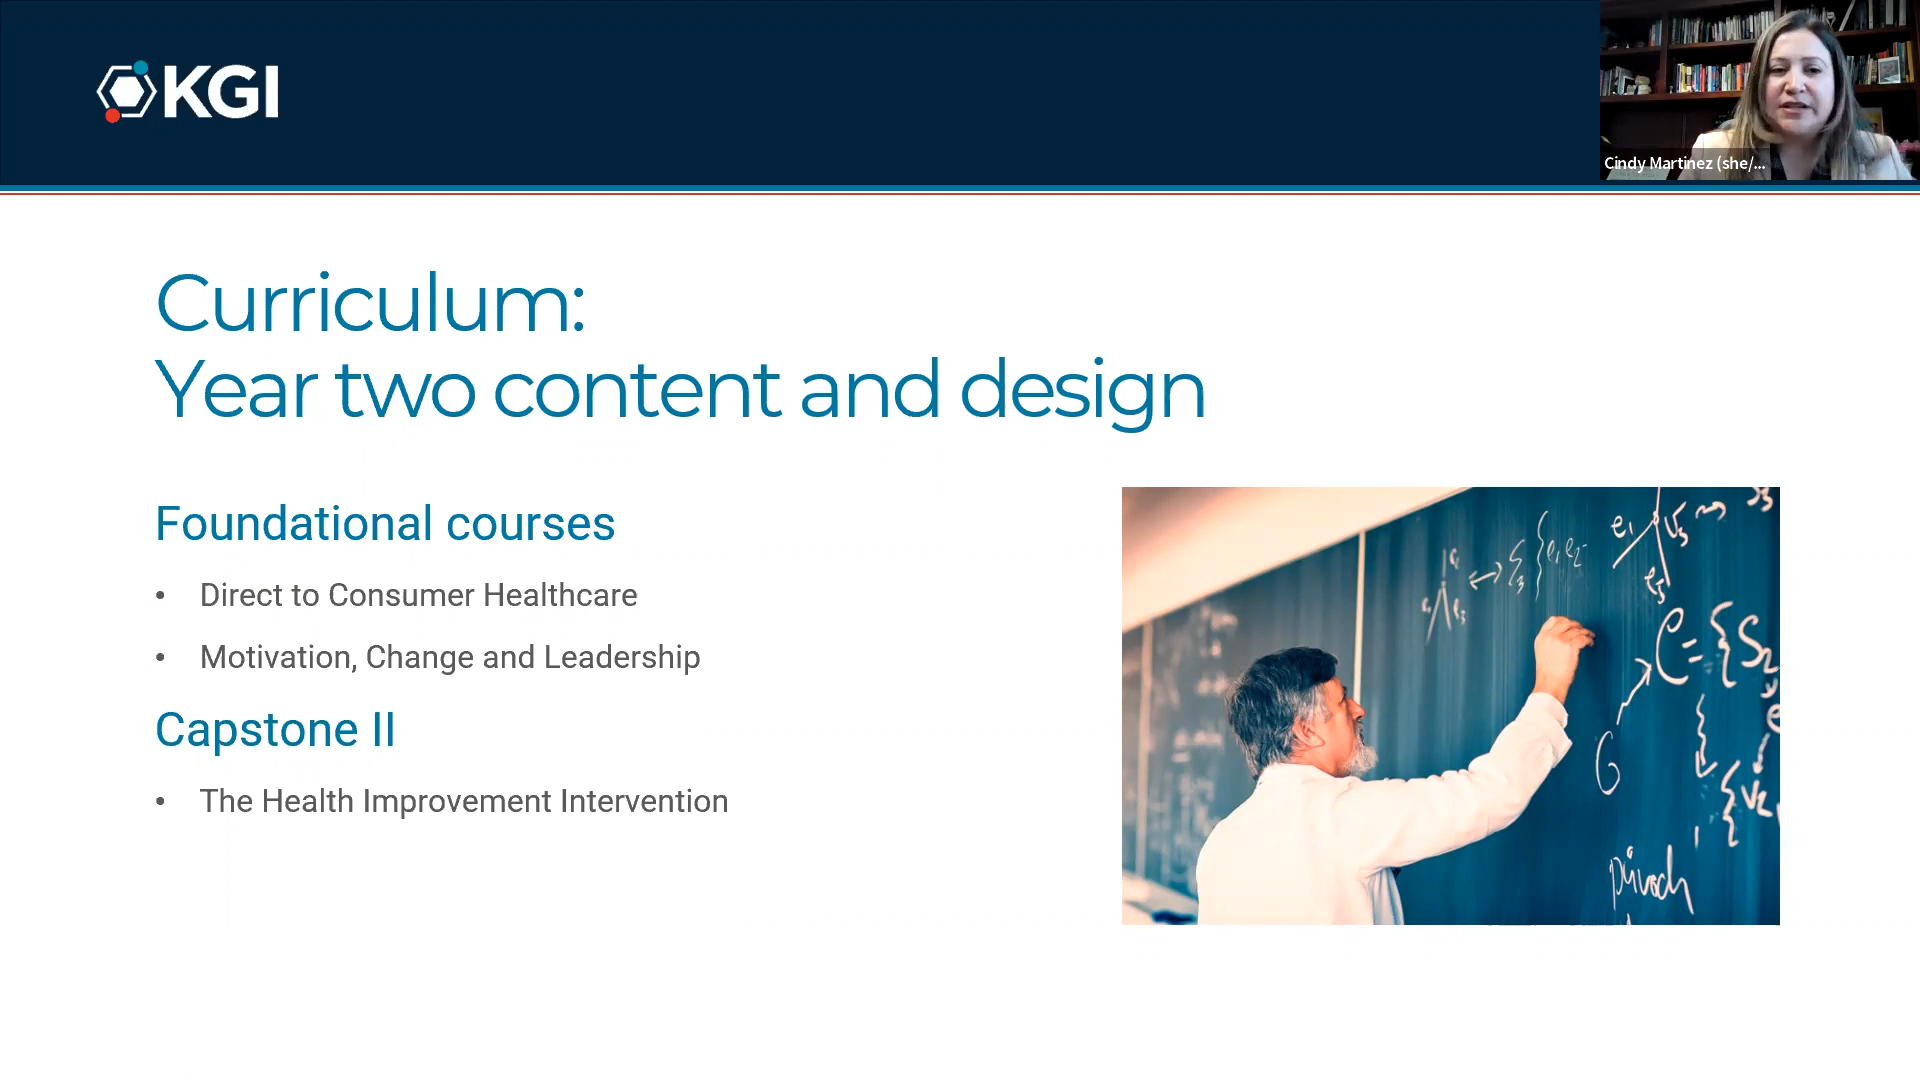 KGI
Cindy Martinez (she/...
Curriculum:
Year two content and design
Foundational courses
• Direct to Consumer Healthcare
• Motivation, Change and Leadership
Capstone II
• The Health Improvement Intervention